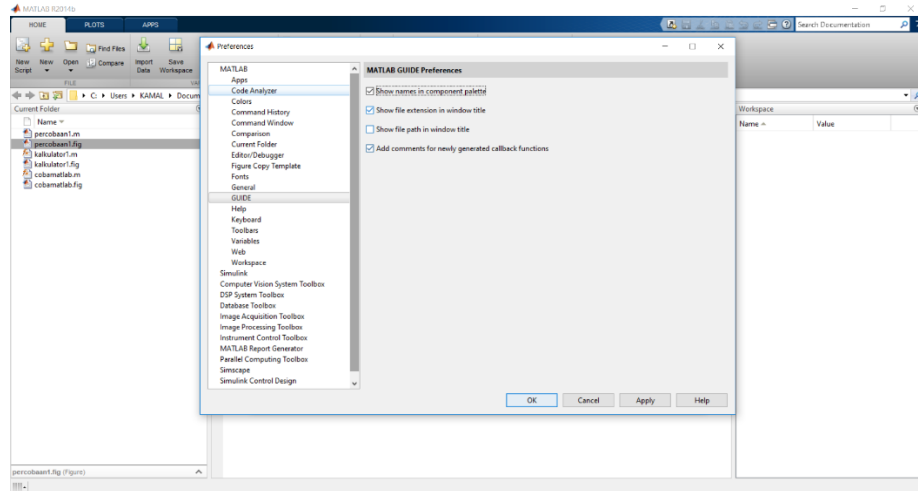 MATLAB R2014b
HOME PLOTS APPS
Search Documentation
New Script
New
Open
Find Files
Compare
Import Data
Save Workspace
FILE
VAR
C: Users KAMAL Docum
Current Folder
Name
percobaan1.m
percobaan1.fig
kalkulator1.m
kalkulator1.fig
cobamatlab.m
cobamatlab.fig
percobaan1.fig (Figure)
Preferences
MATLAB
Apps
Code Analyzer
Colors
Command History
Command Window
Comparison
Current Folder
Editor/Debugger
Figure Copy Template
Fonts
General
GUIDE
Help
Keyboard
Toolbars
Variables
Web
Workspace
Simulink
Computer Vision System Toolbox
DSP System Toolbox
Database Toolbox
Image Acquisition Toolbox
Image Processing Toolbox
Instrument Control Toolbox
MATLAB Report Generator
Parallel Computing Toolbox
Simscape
Simulink Control Design
MATLAB GUIDE Preferences
Show names in component palette
Show file extension in window title
Show file path in window title
Add comments for newly generated callback functions
OK Cancel Apply Help
Workspace
Name Value